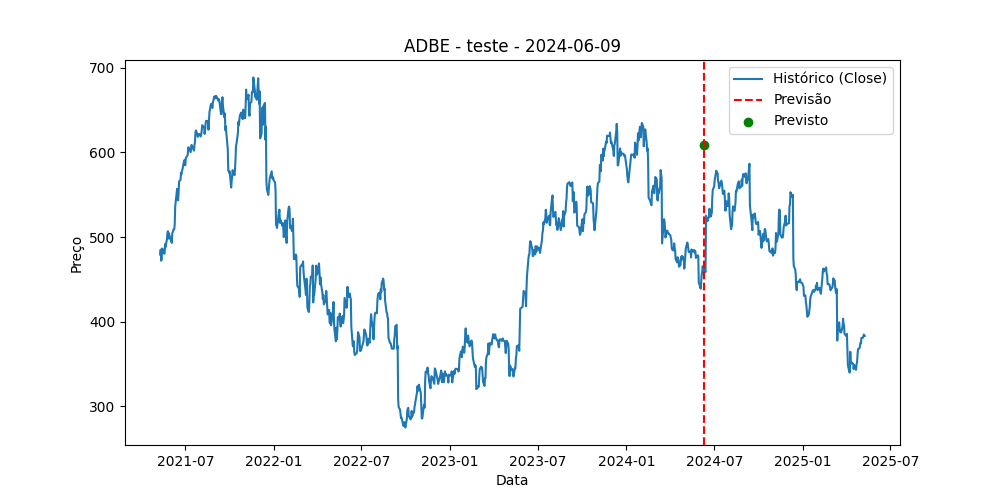 ADBE - teste - 2024-06-09
Histórico (Close)
Previsão
Previsto
Preço
700
600
500
400
300
2021-07 2022-01 2022-07 2023-01 2023-07 2024-01 2024-07 2025-01 2025-07
Data